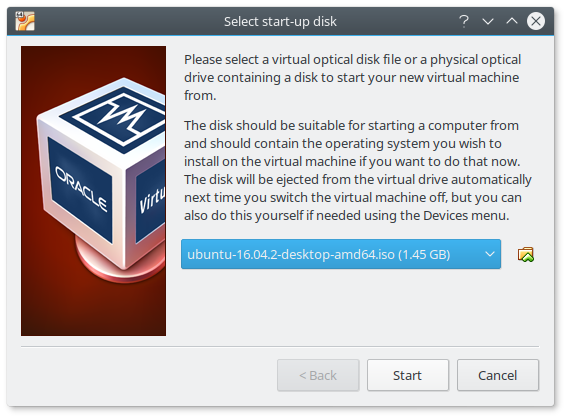 Select start-up disk
Please select a virtual optical disk file or a physical optical
drive containing a disk to start your new virtual machine
from.
The disk should be suitable for starting a computer from
and should contain the operating system you wish to
install on the virtual machine if you want to do that now.
The disk will be ejected from the virtual drive automatically
next time you switch the virtual machine off, but you can
also do this yourself if needed using the Devices menu.
ORACLE
Virtu
ubuntu-16.04.2-desktop-amd64.iso (1.45 GB)
< Back
Start
Cancel